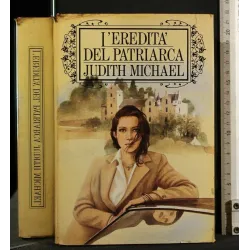 L'EREDITA'
DEL PATRIARCA
JUDITH MICHAEL
L'EREDITA' DEL PATRIARCA JUDITH MICHAEL